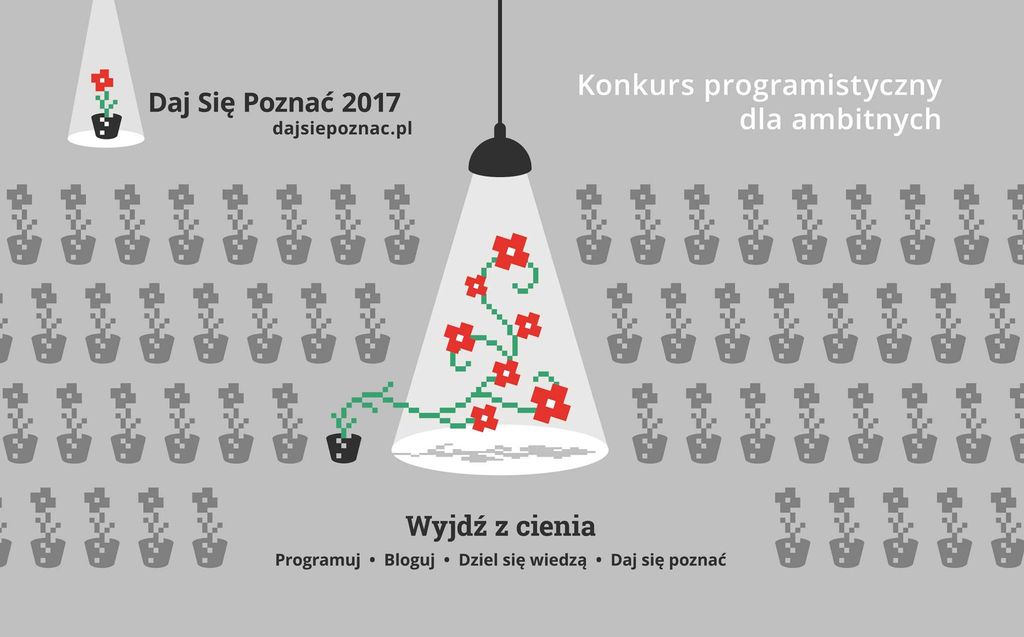 Daj Się Poznać 2017
dajsiepoznac.pl
Konkurs programistyczny
dla ambitnych
Wyjdź z cienia
Programuj • Bloguj • Dziel się wiedzą • Daj się poznać